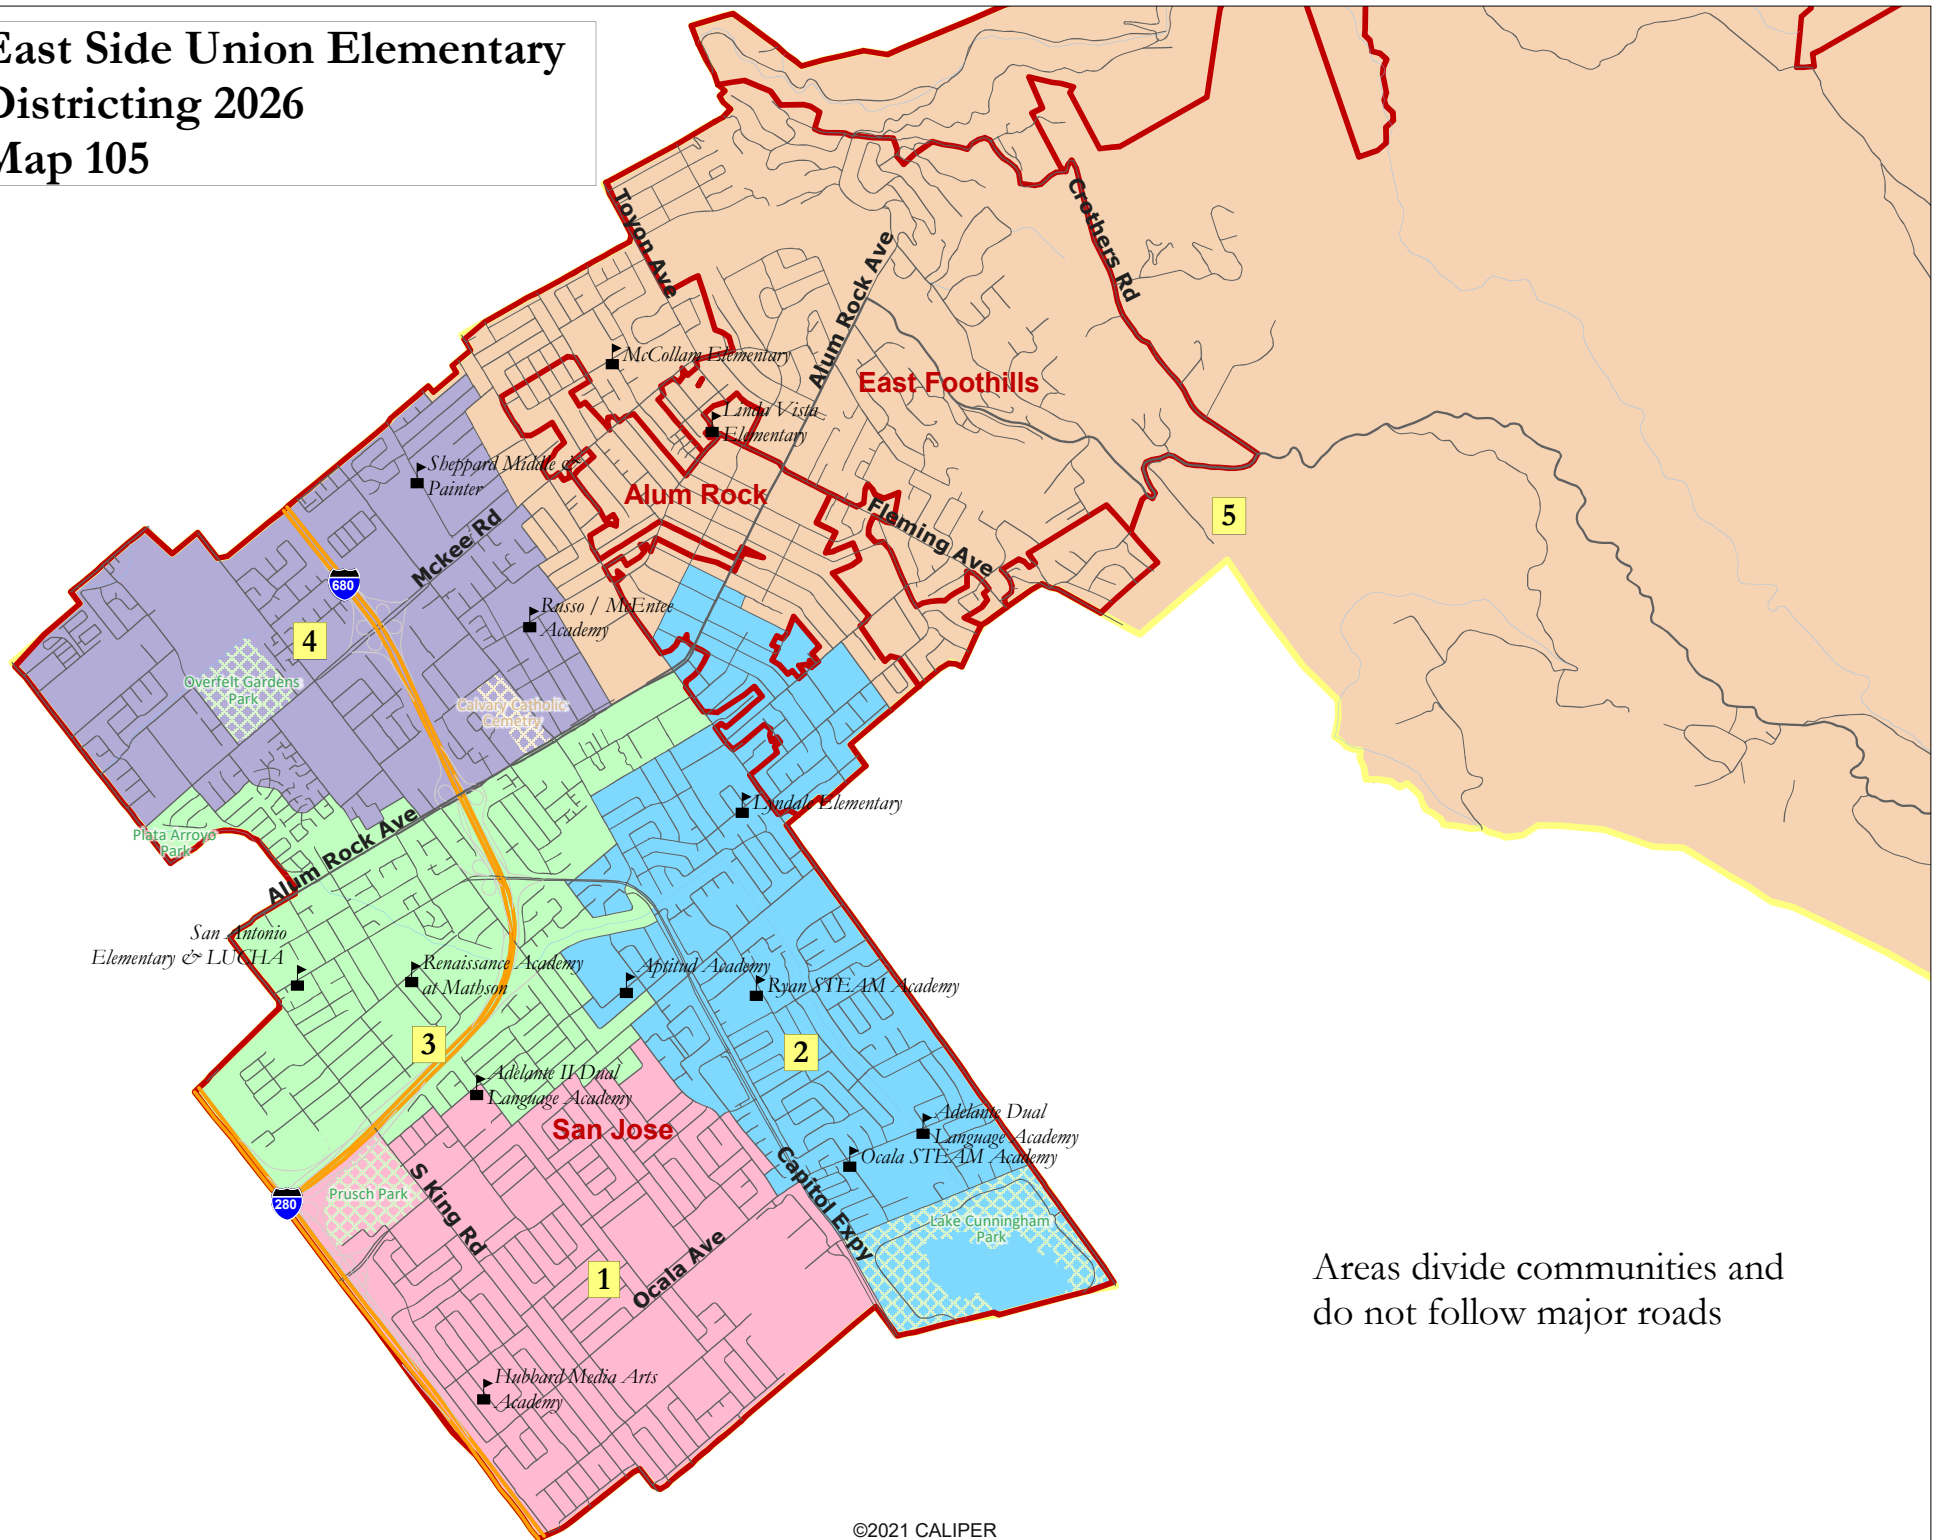 East Side Union Elementary
Districting 2026
Map 105
Toyon Ave
Crothers Rd
Alum Rock Ave
McCollam Elementary
East Foothills
Linda Vista
Elementary
Sheppard Middle &
Painter
Alum Rock
Mckee Rd
Fleming Ave
5
680
Russo / McEntee
Academy
4
Overfelt Gardens
Park
Calvary Catholic
Cemetry
Lyndale Elementary
Plata Arroyo
Park
Alum Rock Ave
San Antonio
Elementary & LUCHA
Renaissance Academy
at Mathson
Aptitud Academy
Ryan STEAM Academy
3
2
Adelante II Dual
Language Academy
San Jose
Adelante Dual
Language Academy
Ocala STEAM Academy
Capitol Expy
S King Rd
Prusch Park
280
Lake Cunningham
Park
Ocala Ave
1
Areas divide communities and
do not follow major roads
Hubbard Media Arts
Academy
©2021 CALIPER